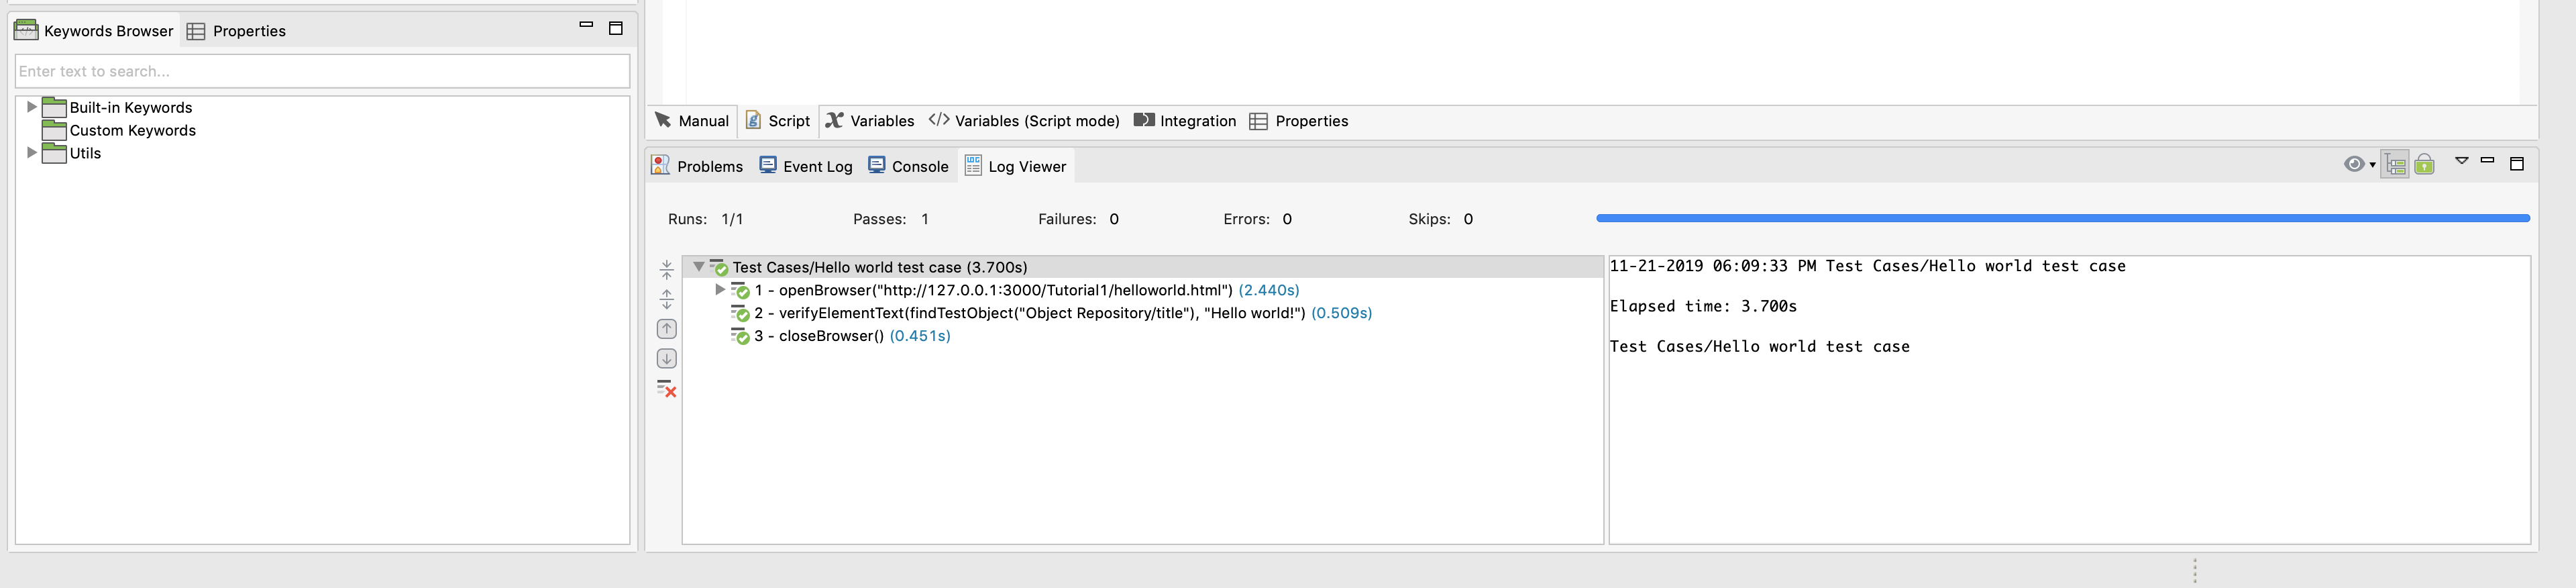 Keywords Browser Properties
Enter text to search...
Built-in Keywords
Custom Keywords
Utils
Manual Script Variables </> Variables (Script mode) Integration Properties
Problems Event Log Console Log Viewer
Runs: 1/1 Passes: 1 Failures: 0 Errors: 0 Skips: 0
Test Cases/Hello world test case (3.700s)
1 - openBrowser("http://127.0.0.1:3000/Tutorial1/helloworld.html") (2.440s)
2 - verifyElementText(findTestObject("Object Repository/title"), "Hello world!") (0.509s)
3 - closeBrowser() (0.451s)
11-21-2019 06:09:33 PM Test Cases/Hello world test case
Elapsed time: 3.700s
Test Cases/Hello world test case